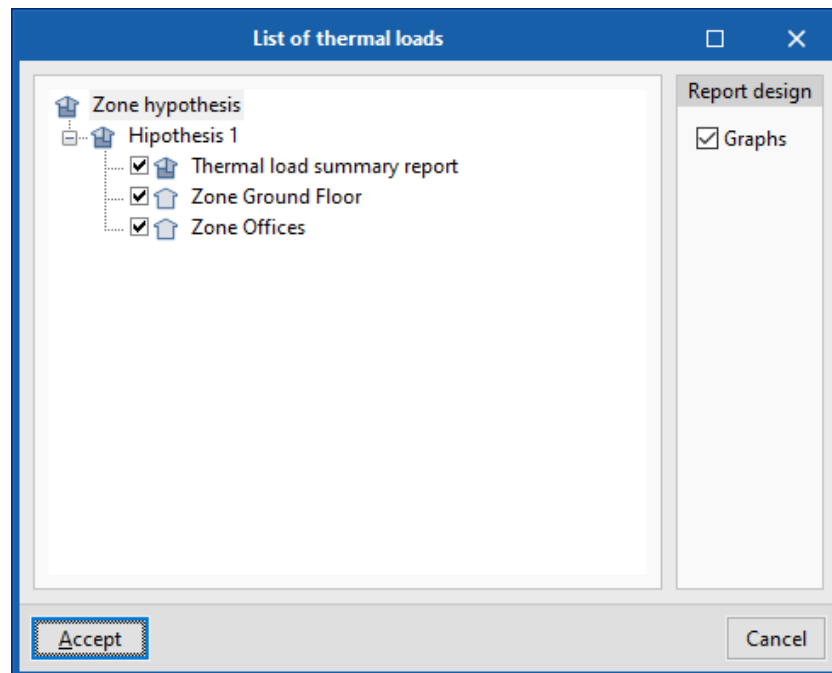 List of thermal loads
Zone hypothesis
Hipothesis 1
Thermal load summary report
Zone Ground Floor
Zone Offices
Report design
Graphs
Accept
Cancel